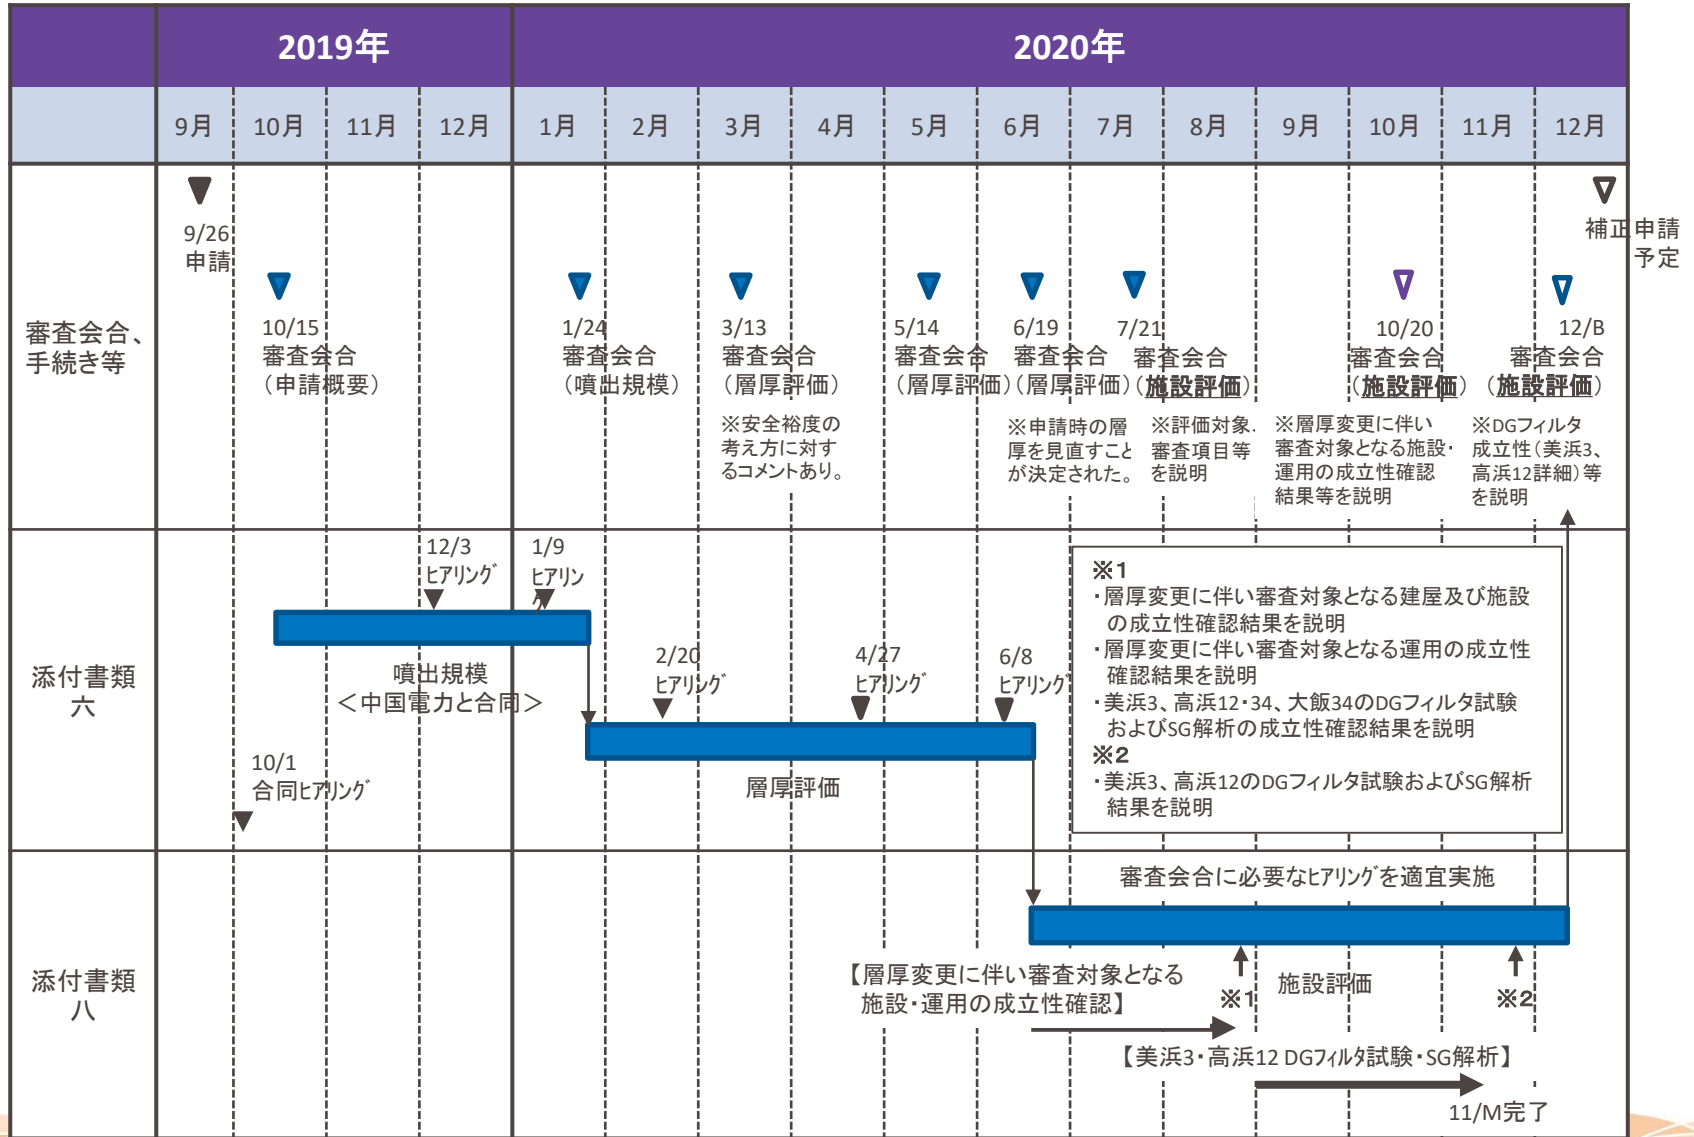 2019年
2020年
9月
10月
11月
12月
1月
2月
3月
4月
5月
6月
7月
8月
9月
10月
11月
12月
審査会合、
手続き等
9/26
申請
10/15
審査会合
（申請概要）
1/24
審査会合
（噴出規模）
3/13
審査会合
（層厚評価）
※安全裕度の
考え方に対す
るコメントあり。
5/14
審査会合
（層厚評価）
6/19
審査会合
（層厚評価）
※申請時の層
厚を見直すこと
が決定された。
7/21
審査会合
（施設評価）
※評価対象、
審査項目等
を説明
10/20
審査会合
（施設評価）
※層厚変更に伴い
審査対象となる施設・
運用の成立性確認
結果等を説明
12/B
審査会合
（施設評価）
※DGフィルタ
成立性（美浜3、
高浜12詳細）等
を説明
補正申請
予定
添付書類
六
10/1
合同ﾋｱﾘﾝｸﾞ
12/3
ﾋｱﾘﾝｸﾞ
1/9
ﾋｱﾘﾝ
ｸﾞ
噴出規模
＜中国電力と合同＞
2/20
ﾋｱﾘﾝｸﾞ
4/27
ﾋｱﾘﾝｸﾞ
6/8
ﾋｱﾘﾝｸﾞ
層厚評価
※1
・層厚変更に伴い審査対象となる建屋及び施設
の成立性確認結果を説明
・層厚変更に伴い審査対象となる運用の成立性
確認結果を説明
・美浜3、高浜12・34、大飯34のDGフィルタ試験
およびSG解析の成立性確認結果を説明
※2
・美浜3、高浜12のDGフィルタ試験およびSG解析
結果を説明
添付書類
八
審査会合に必要なﾋｱﾘﾝｸﾞを適宜実施
【層厚変更に伴い審査対象となる
施設・運用の成立性確認】
※1
施設評価
※2
【美浜3・高浜12 DGﾌｨﾙﾀ試験・SG解析】
11/M完了